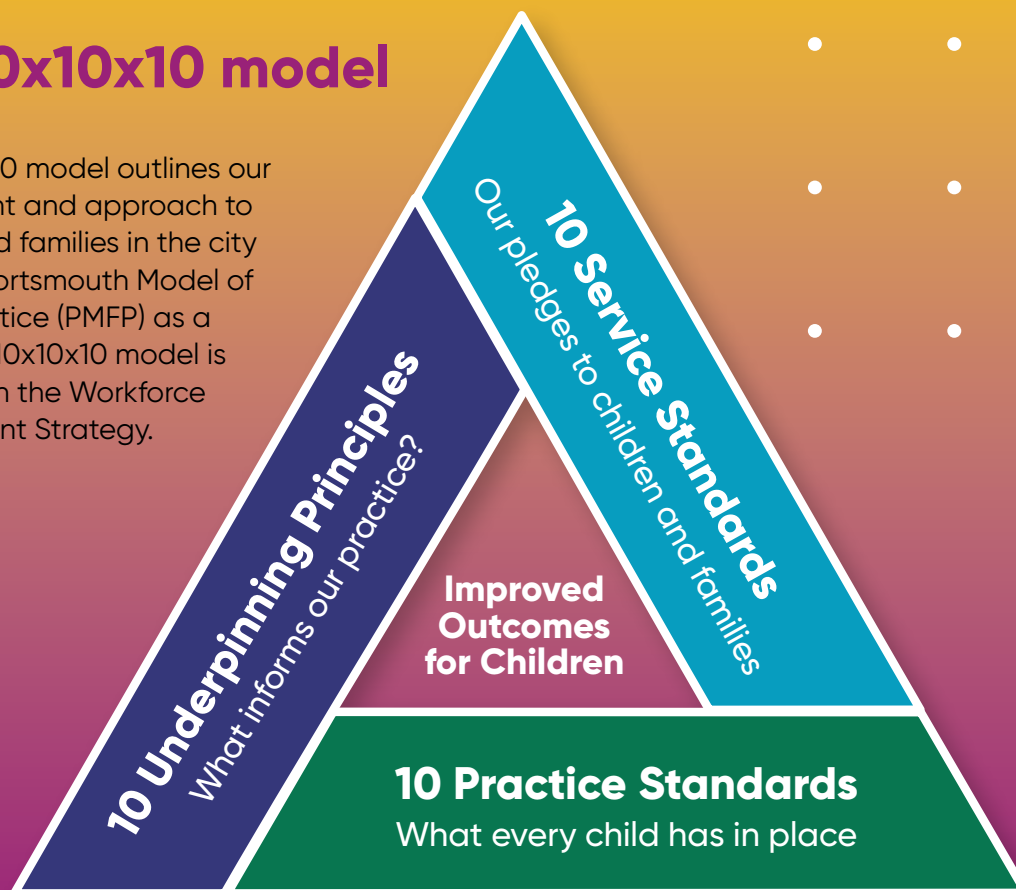 0x10x10 model
0 model outlines our
nt and approach to
d families in the city
ortsmouth Model of
tice (PMFP) as a
10x10x10 model is
n the Workforce
nt Strategy.
10 Service Standards
Our pledges to children and families
10 Underpinning Principles
What informs our practice?
Improved
Outcomes
for Children
10 Practice Standards
What every child has in place